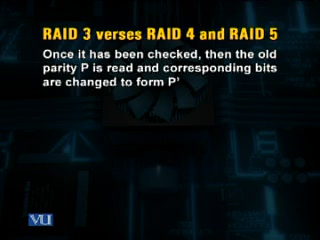 RAID 3 verses RAID 4 and RAID 5
Once it has been checked, then the old
parity P is read and corresponding bits
are changed to form P'
VU